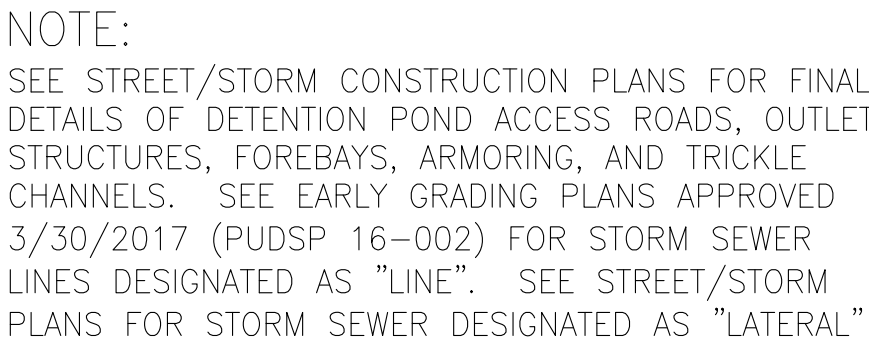 NOTE:
SEE STREET/STORM CONSTRUCTION PLANS FOR FINAL
DETAILS OF DETENTION POND ACCESS ROADS, OUTLET
STRUCTURES, FOREBAYS, ARMORING, AND TRICKLE
CHANNELS.  SEE EARLY GRADING PLANS APPROVED
3/30/2017 (PUDSP 16-002) FOR STORM SEWER
LINES DESIGNATED AS "LINE".  SEE STREET/STORM
PLANS FOR STORM SEWER DESIGNATED AS "LATERAL"